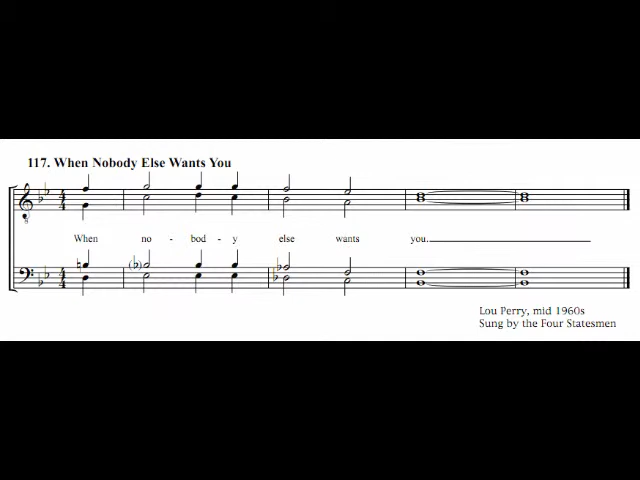 117. When Nobody Else Wants You
When no - bod - y else wants you.
Lou Perry, mid 1960s
Sung by the Four Statesmen